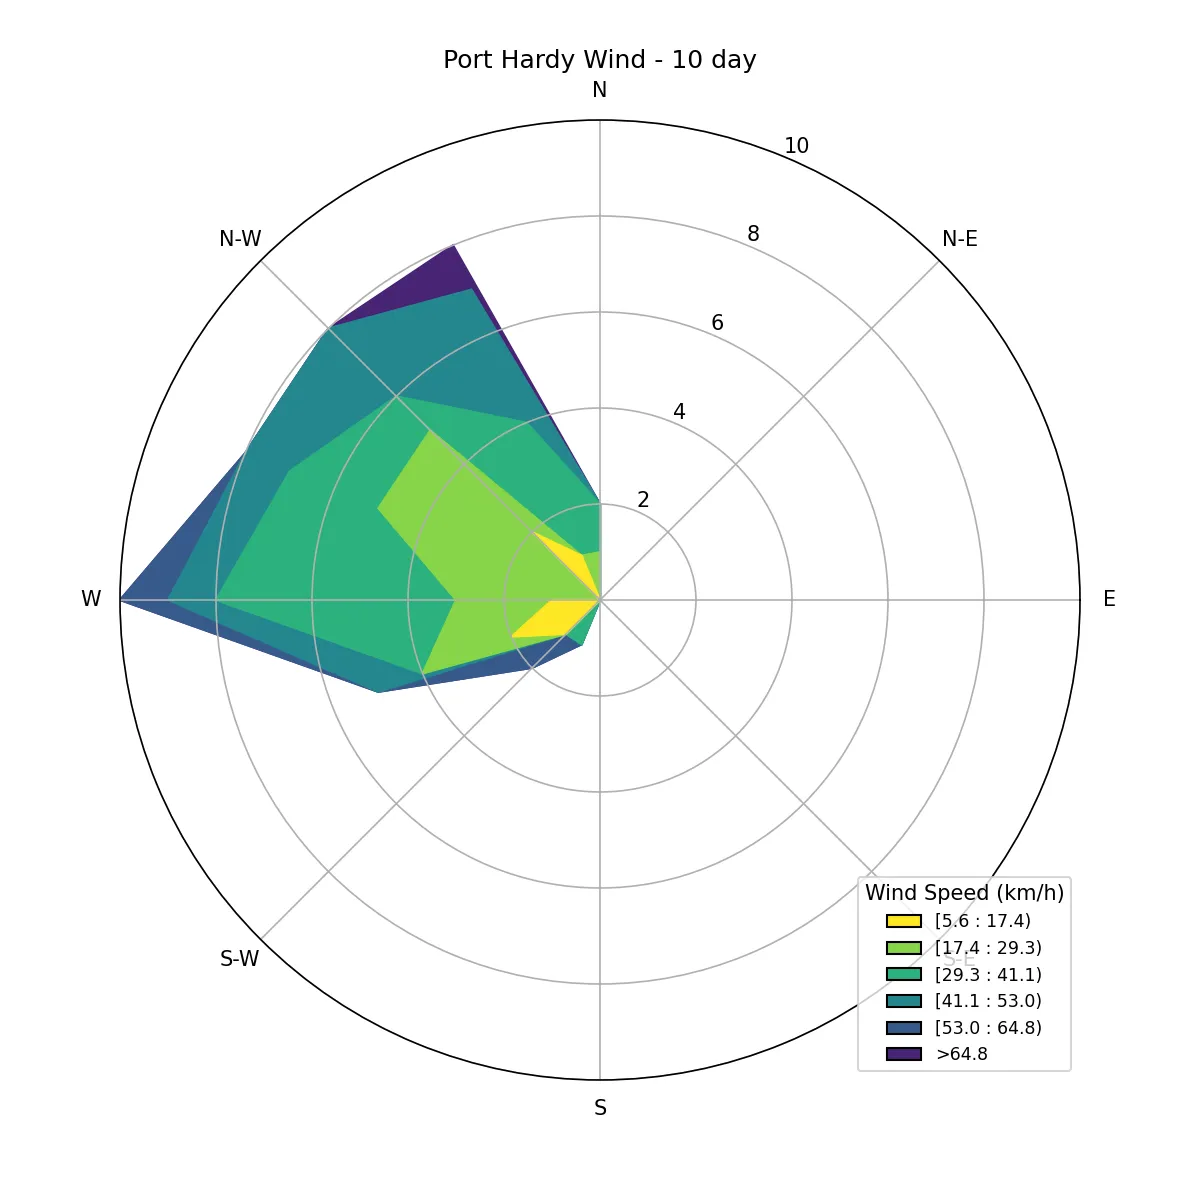 Port Hardy Wind - 10 day
N
10
N-W
8
N-E
6
4
2
W
E
S-W
S-E
Wind Speed (km/h)
[5.6 : 17.4)
[17.4 : 29.3)
[29.3 : 41.1)
[41.1 : 53.0)
[53.0 : 64.8)
>64.8
S